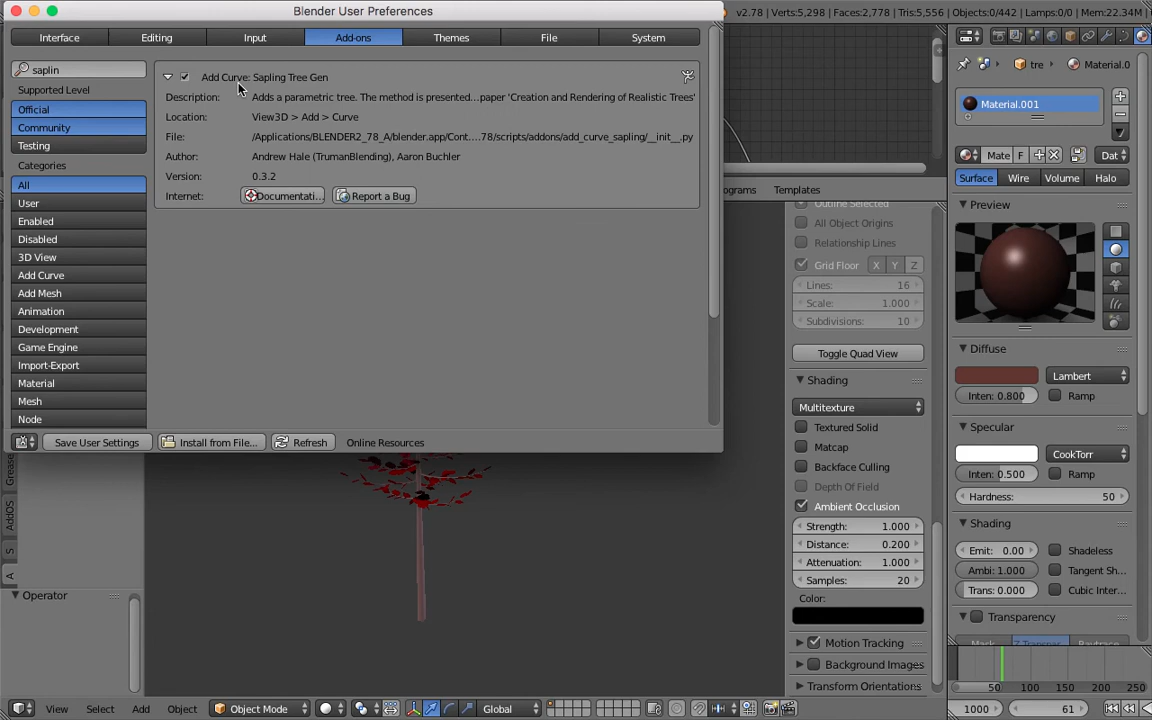 Blender User Preferences
v2.78 | Verts:5,298 | Faces:2,778 | Tris:5,556 | Objects:0/442 | Lamps:0/0 | Mem:22.34M |
Interface
Editing
Input
Add-ons
Themes
File
System
saplin
Supported Level
Official
Community
Testing
Categories
All
User
Enabled
Disabled
3D View
Add Curve
Add Mesh
Animation
Development
Game Engine
Import-Export
Material
Mesh
Node
Add Curve: Sapling Tree Gen
Description: Adds a parametric tree. The method is presented...paper 'Creation and Rendering of Realistic Trees'
Location: View3D > Add > Curve
File: /Applications/BLENDER2_78_A/blender.app/Cont....78/scripts/addons/add_curve_sapling/__init__.py
Author: Andrew Hale (TrumanBlending), Aaron Buchler
Version: 0.3.2
Internet: Documentati... Report a Bug
Save User Settings
Install from File...
Refresh
Online Resources
ograms
Templates
Outline Selected
All Object Origins
Relationship Lines
Grid Floor X Y Z
Lines: 16
Scale: 1.000
Subdivisions: 10
Toggle Quad View
Shading
Multitexture
Textured Solid
Matcap
Backface Culling
Depth Of Field
Ambient Occlusion
Strength: 1.000
Distance: 0.200
Attenuation: 1.000
Samples: 20
Color:
Motion Tracking
Background Images
Transform Orientations
tre
Material.0
Material.001
Mate F Dat
Surface Wire Volume Halo
Preview
Diffuse
Lambert
Inten: 0.800 Ramp
Specular
CookTorr
Inten: 0.500 Ramp
Hardness: 50
Shading
Emit: 0.00 Shadeless
Ambi: 1.000 Tangent Sh...
Trans: 0.000 Cubic Inter...
Transparency
Mask Z Transpar Raytrace
50 100 150 200 250
1000 61
Grease
AddOS
S
A
Operator
View Select Add Object Object Mode Global